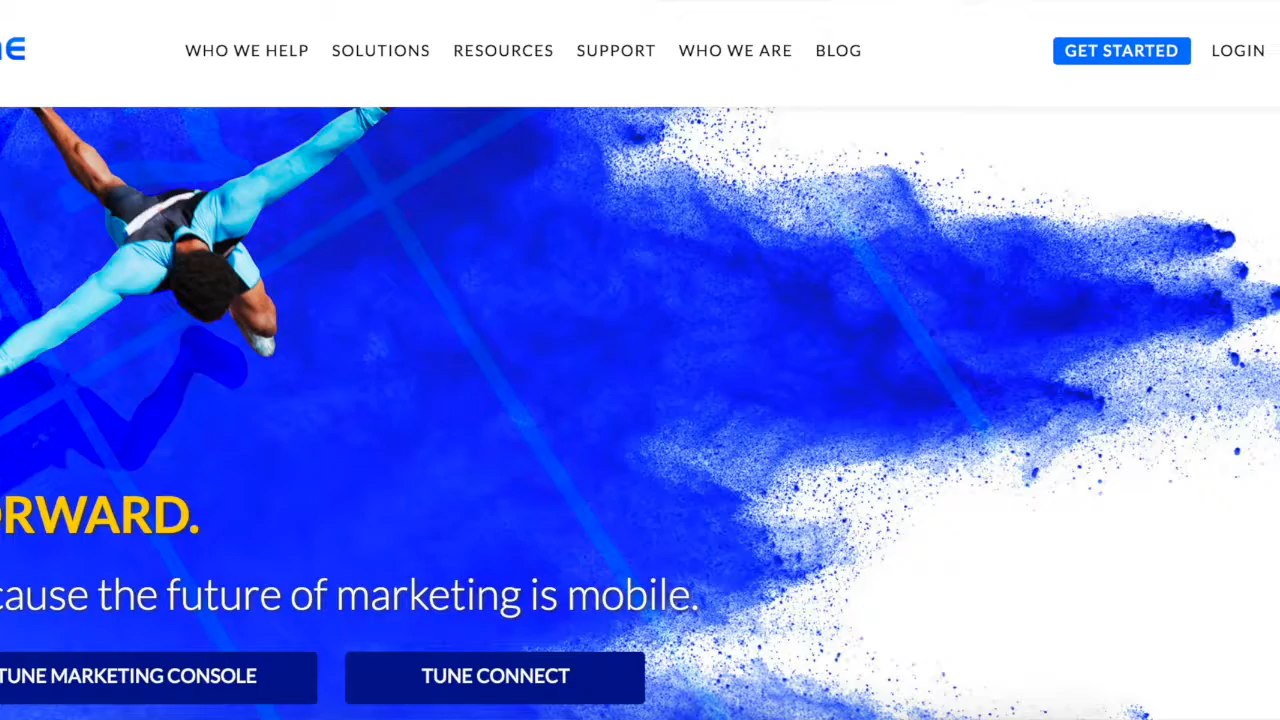 WHO WE HELP SOLUTIONS RESOURCES SUPPORT WHO WE ARE BLOG GET STARTED LOGIN
RWARD.
cause the future of marketing is mobile.
TUNE MARKETING CONSOLE TUNE CONNECT